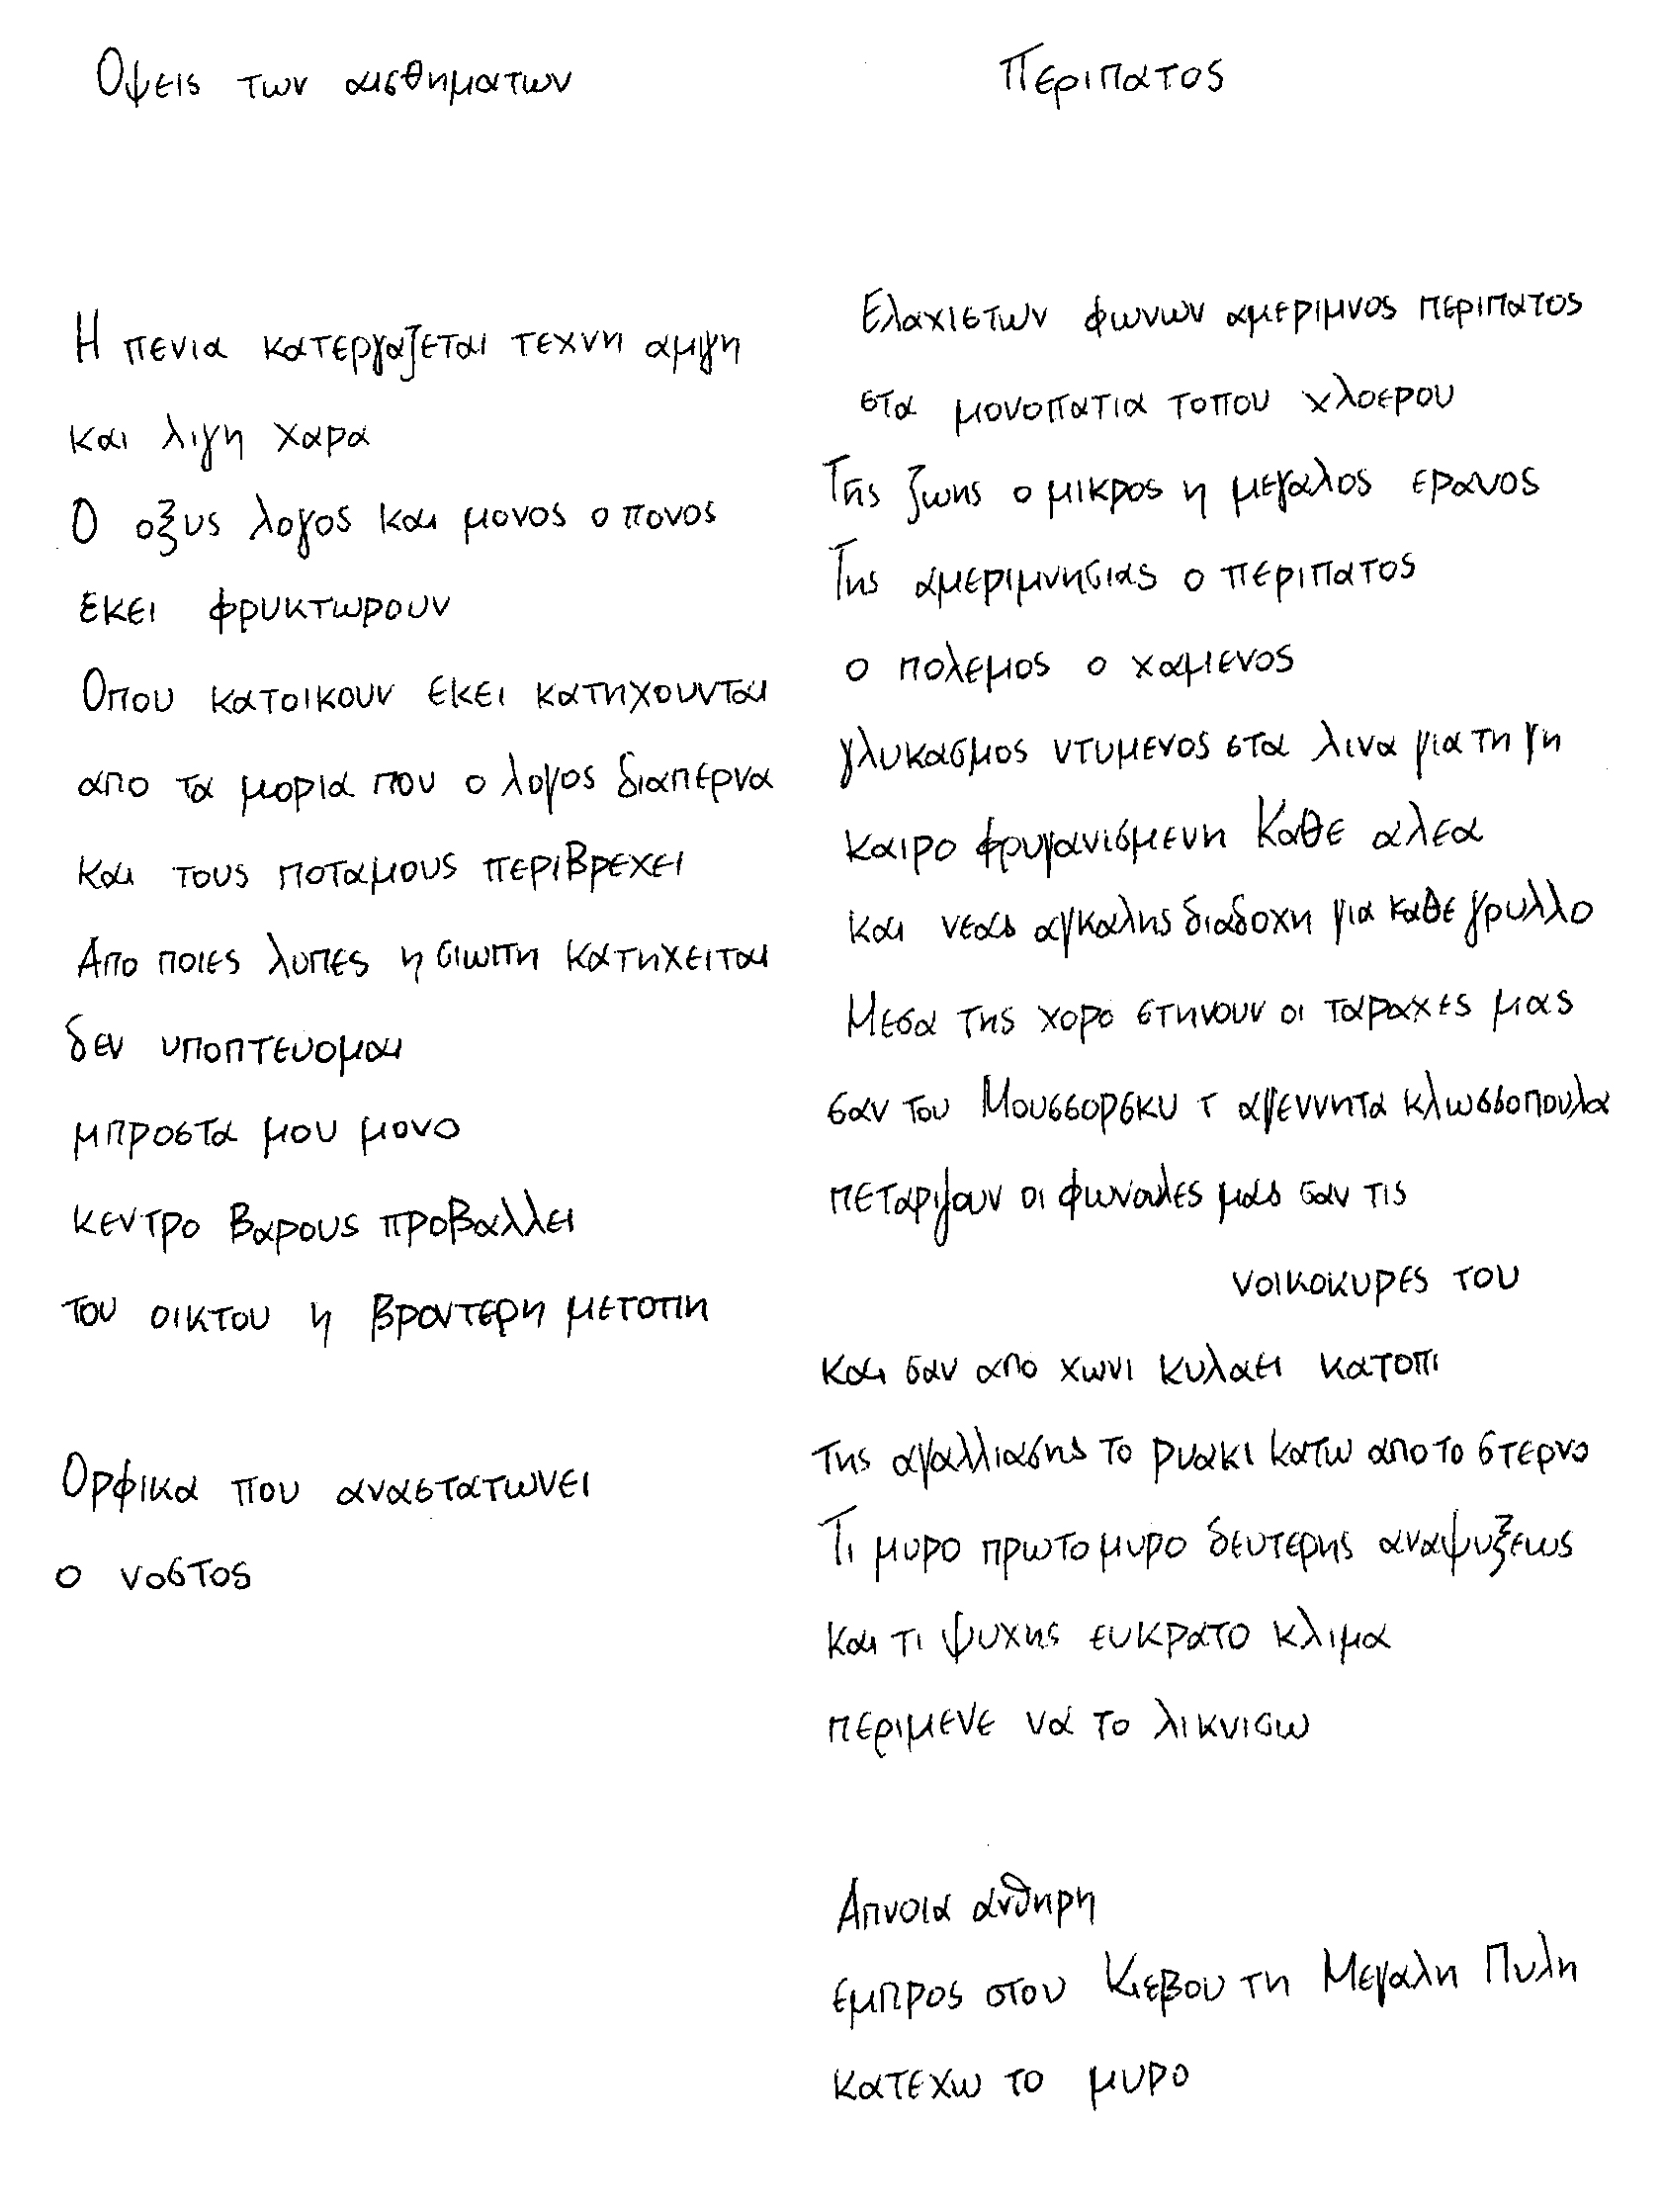 Οψεις των αισθηματων
Η πενια κατεργαζεται τεχνη αμιγη
και λιγη χαρα
Ο οξυς λογος και μονος ο πονος
εκει φρυκτωρουν
Οπου κατοικουν εκει κατηχουνται
απο τα μορια που ο λογος διαπερνα
και τους ποταμους περιβρεχει
Απο ποιες λυπες η σιωπη κατηχειται
δεν υποπτευομαι
μπροστα μου μονο
κεντρο βαρους προβαλλει
του οικτου η βροντερη μετοπη
Ορφικα που αναστατωνει
ο νοστος
Περιπατος
Ελαχιστων φωνων αμεριμνος περιπατος
στα μονοπατια τοπου χλοερου
Της ζωης ο μικρος η μεγαλος ερανος
Της αμεριμνησιας ο περιπατος
ο πολεμος ο χαμενος
γλυκασμος ντυμενος στα λινα για τη γη
καιρο φρυγανισμενη Καθε αλεα
και νεας αγκαλης διαδοχη για καθε γρυλλο
Μεσα της χορο στηνουν οι ταραχες μας
σαν του Μουσσορσκυ τ αγεννητα κλωσσοπουλα
πεταριζουν οι φωνουλες μας σαν τις
νοικοκυρες του
και σαν απο χωνι κυλαει κατοπι
της αγαλλιασης το ρυακι κατω απο το στερνο
Τι μυρο πρωτο μυρο δευτερης αναψυξεως
και τι ψυχης ευκρατο κλιμα
περιμενε να το λικνισω
Απνοια ανθηρη
εμπρος στου Κιεβου τη Μεγαλη Πυλη
κατεχω το μυρο